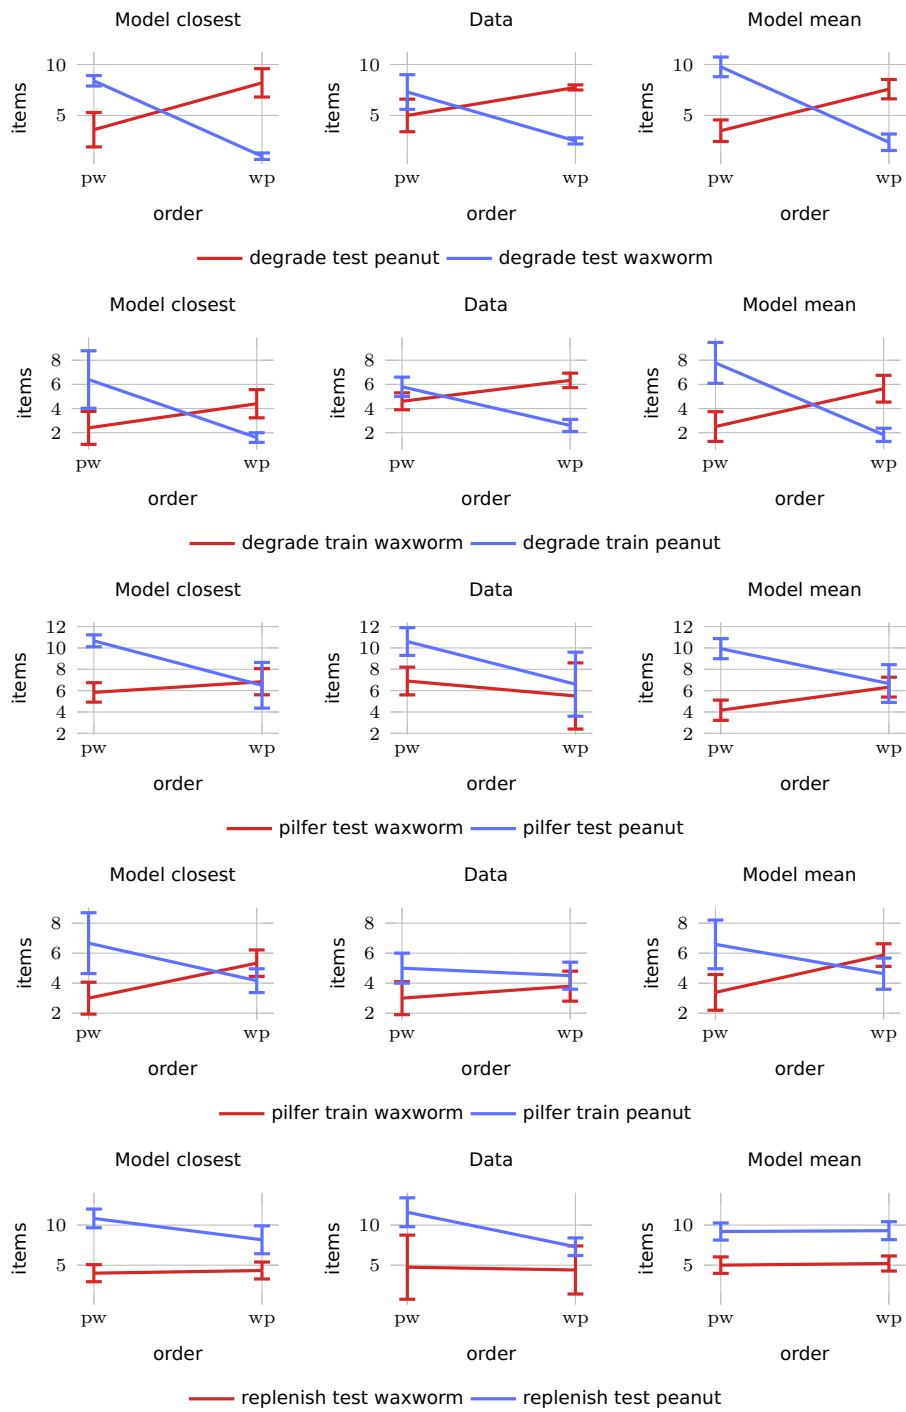 Model closest Data Model mean
10 10 10
5 5 5
items items items
pw wp pw wp pw wp
order order order
degrade test peanut degrade test waxworm
Model closest Data Model mean
8 8 8
6 6 6
4 4 4
2 2 2
items items items
pw wp pw wp pw wp
order order order
degrade train waxworm degrade train peanut
Model closest Data Model mean
12 12 12
10 10 10
8 8 8
6 6 6
4 4 4
2 2 2
items items items
pw wp pw wp pw wp
order order order
pilfer test waxworm pilfer test peanut
Model closest Data Model mean
8 8 8
6 6 6
4 4 4
2 2 2
items items items
pw wp pw wp pw wp
order order order
pilfer train waxworm pilfer train peanut
Model closest Data Model mean
10 10 10
5 5 5
items items items
pw wp pw wp pw wp
order order order
replenish test waxworm replenish test peanut